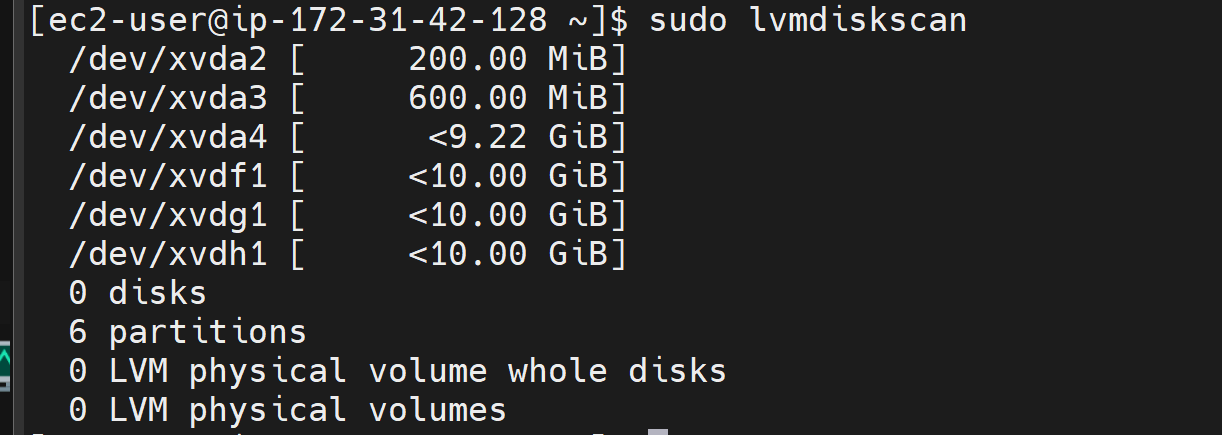 [ec2-user@ip-172-31-42-128 ~]$ sudo lvmdiskscan
/dev/xvda2 [     200.00 MiB]
/dev/xvda3 [     600.00 MiB]
/dev/xvda4 [      <9.22 GiB]
/dev/xvdf1 [     <10.00 GiB]
/dev/xvdg1 [     <10.00 GiB]
/dev/xvdh1 [     <10.00 GiB]
0 disks
6 partitions
0 LVM physical volume whole disks
0 LVM physical volumes